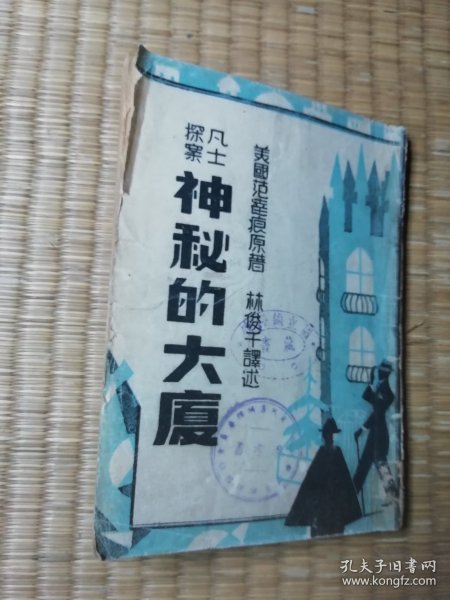 美國范達痕原著 林俊千譯述
凡士探案
神秘的大廈
孔夫子旧书网
www.kongfz.com